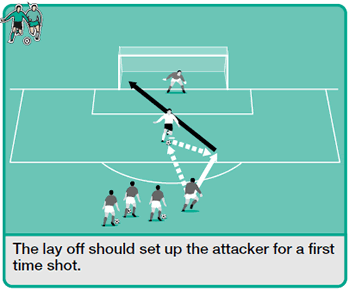 The lay off should set up the attacker for a first
time shot.